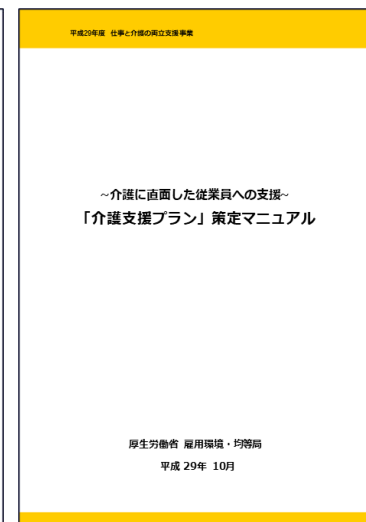 平成29年度 仕事と介護の両立支援事業
~介護に直面した従業員への支援~
「介護支援プラン」策定マニュアル
厚生労働省 雇用環境・均等局
平成 29年 10月